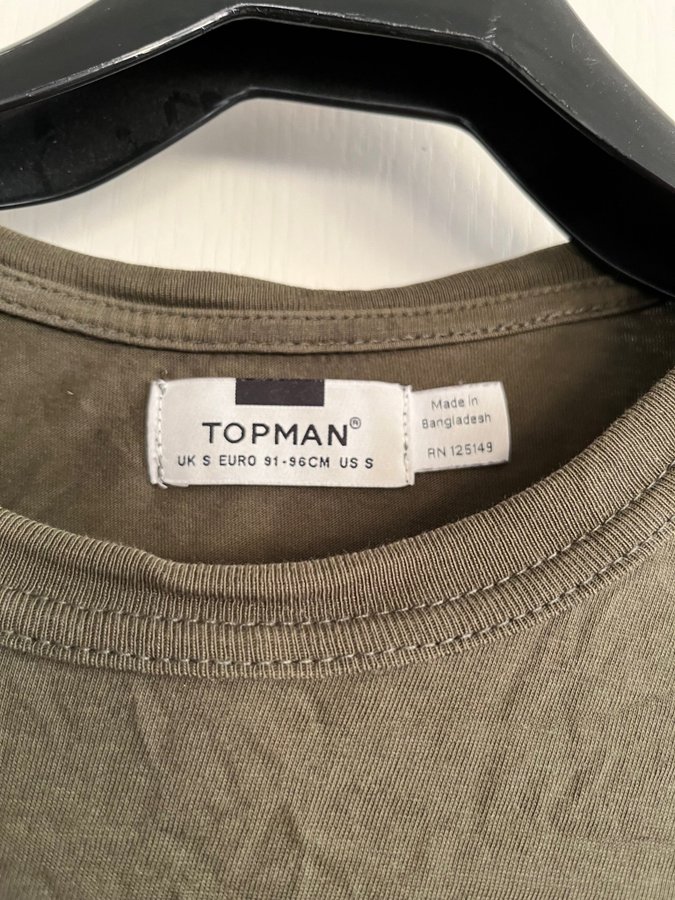 TOPMAN®
UK S EURO 91-96CM US S
Made in
Bangladesh
RN 125149